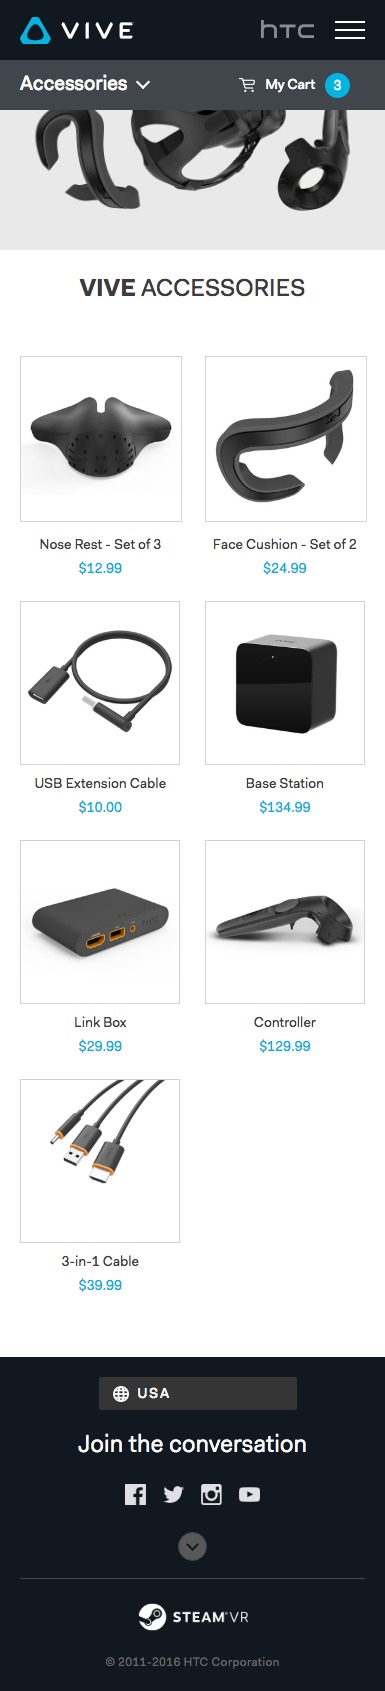 VIVE
hTC
Accessories
My Cart 3
VIVE ACCESSORIES
Nose Rest - Set of 3
$12.99
Face Cushion - Set of 2
$24.99
USB Extension Cable
$10.00
Base Station
$134.99
Link Box
$29.99
Controller
$129.99
3-in-1 Cable
$39.99
USA
Join the conversation
STEAM®VR
© 2011-2016 HTC Corporation